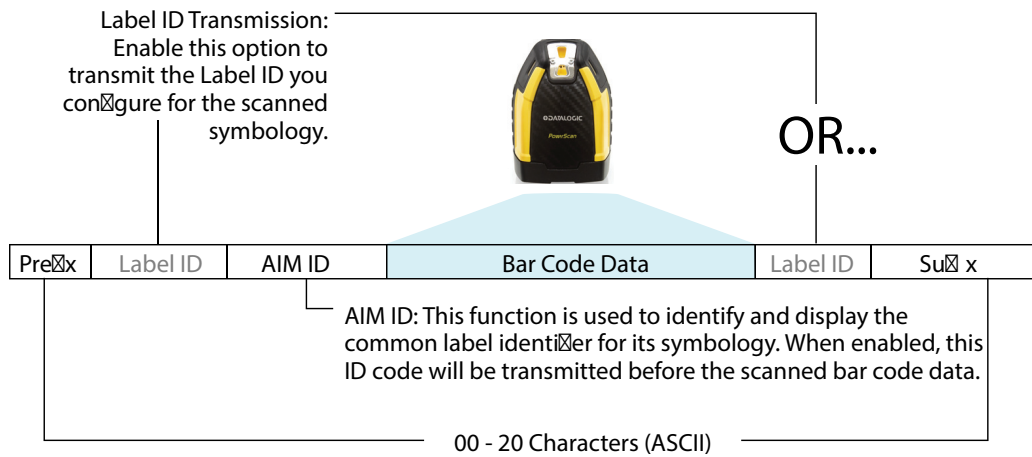 Label ID Transmission:
Enable this option to
transmit the Label ID you
con☒gure for the scanned
symbology.
DATALOGIC
PowerScan
OR...
Pre☒x Label ID AIM ID Bar Code Data Label ID Su☒ x
AIM ID: This function is used to identify and display the
common label identi☒er for its symbology. When enabled, this
ID code will be transmitted before the scanned bar code data.
00 - 20 Characters (ASCII)